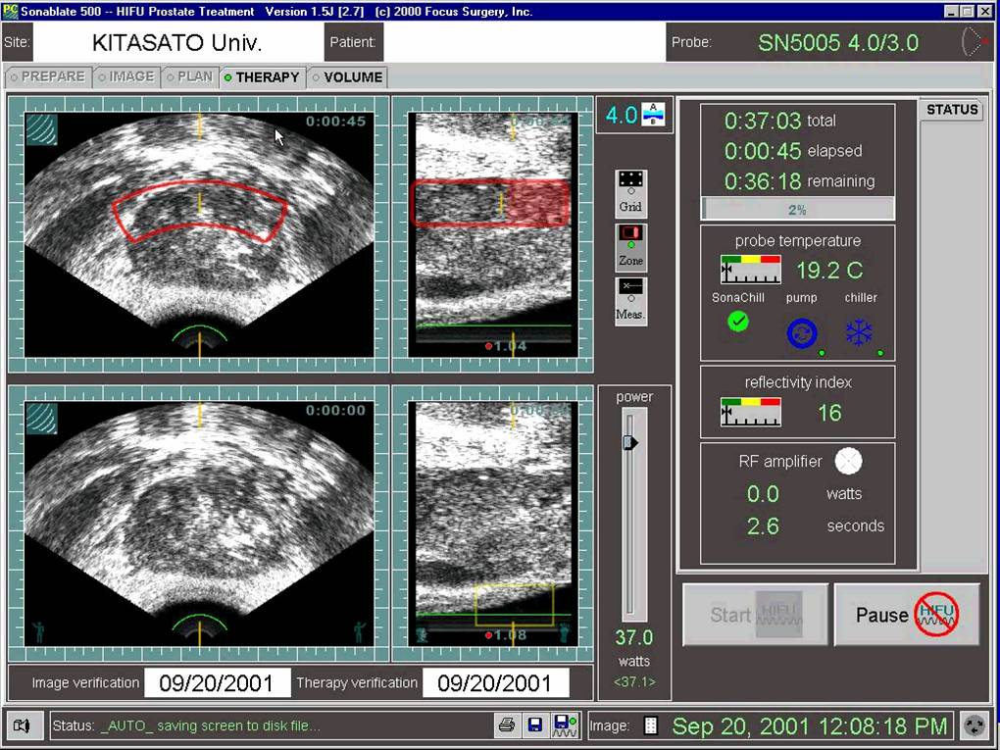 Sonablate 500 -- HIFU Prostate Treatment Version 1.5J [2.7] (c) 2000 Focus Surgery, Inc.
Site: KITASATO Univ. Patient: Probe: SN5005 4.0/3.0
PREPARE IMAGE PLAN THERAPY VOLUME
STATUS
0:00:45
4.0 A B
Grid
Zone
Meas.
1.04
0:37:03 total
0:00:45 elapsed
0:36:18 remaining
2%
probe temperature
19.2 C
SonaChill pump chiller
reflectivity index
16
RF amplifier
0.0 watts
2.6 seconds
0:00:00
1.08
power
37.0
watts
<37.1>
Start HIFU
Pause HIFU
Image verification 09/20/2001 Therapy verification 09/20/2001
Status: _AUTO_ saving screen to disk file... Image: Sep 20, 2001 12:08:18 PM